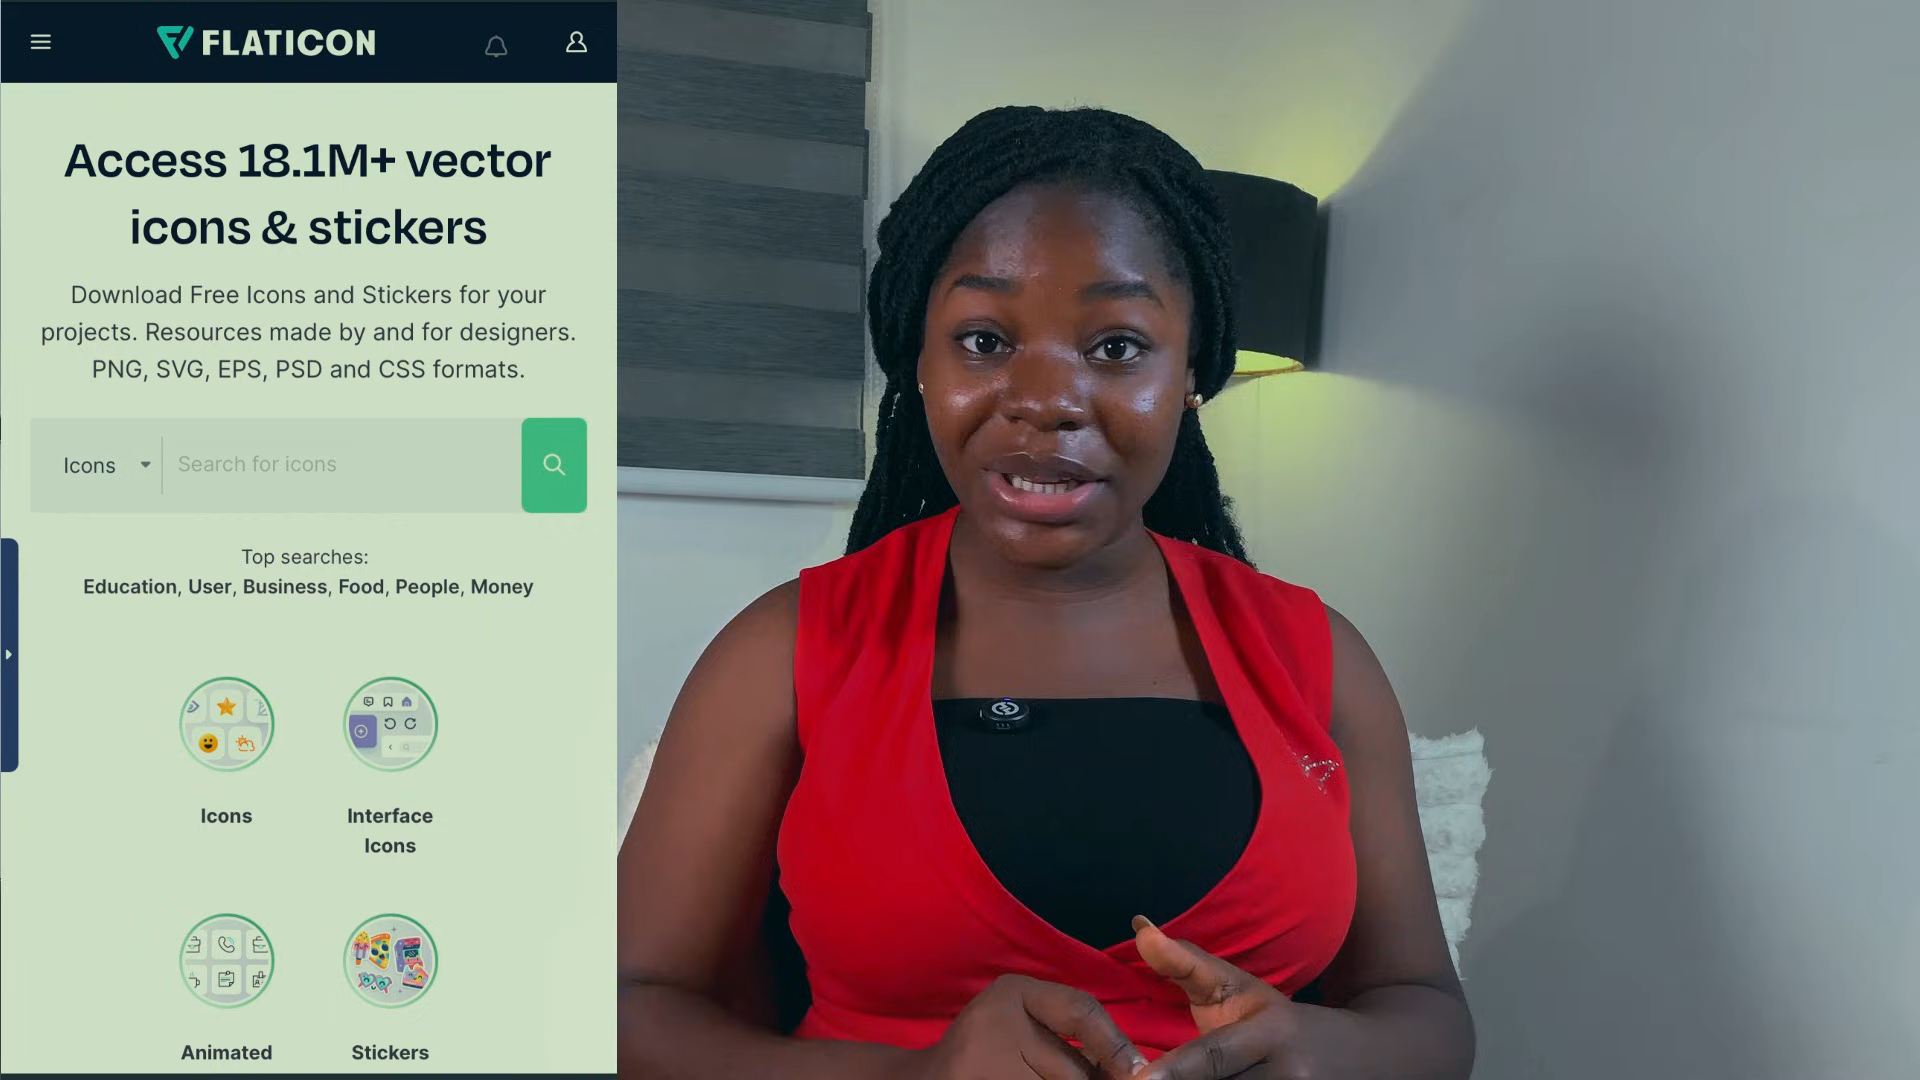 FLATICON
Access 18.1M+ vector
icons & stickers
Download Free Icons and Stickers for your
projects. Resources made by and for designers.
PNG, SVG, EPS, PSD and CSS formats.
Icons
Search for icons
Top searches:
Education, User, Business, Food, People, Money
Icons
Interface
Icons
Animated
Stickers